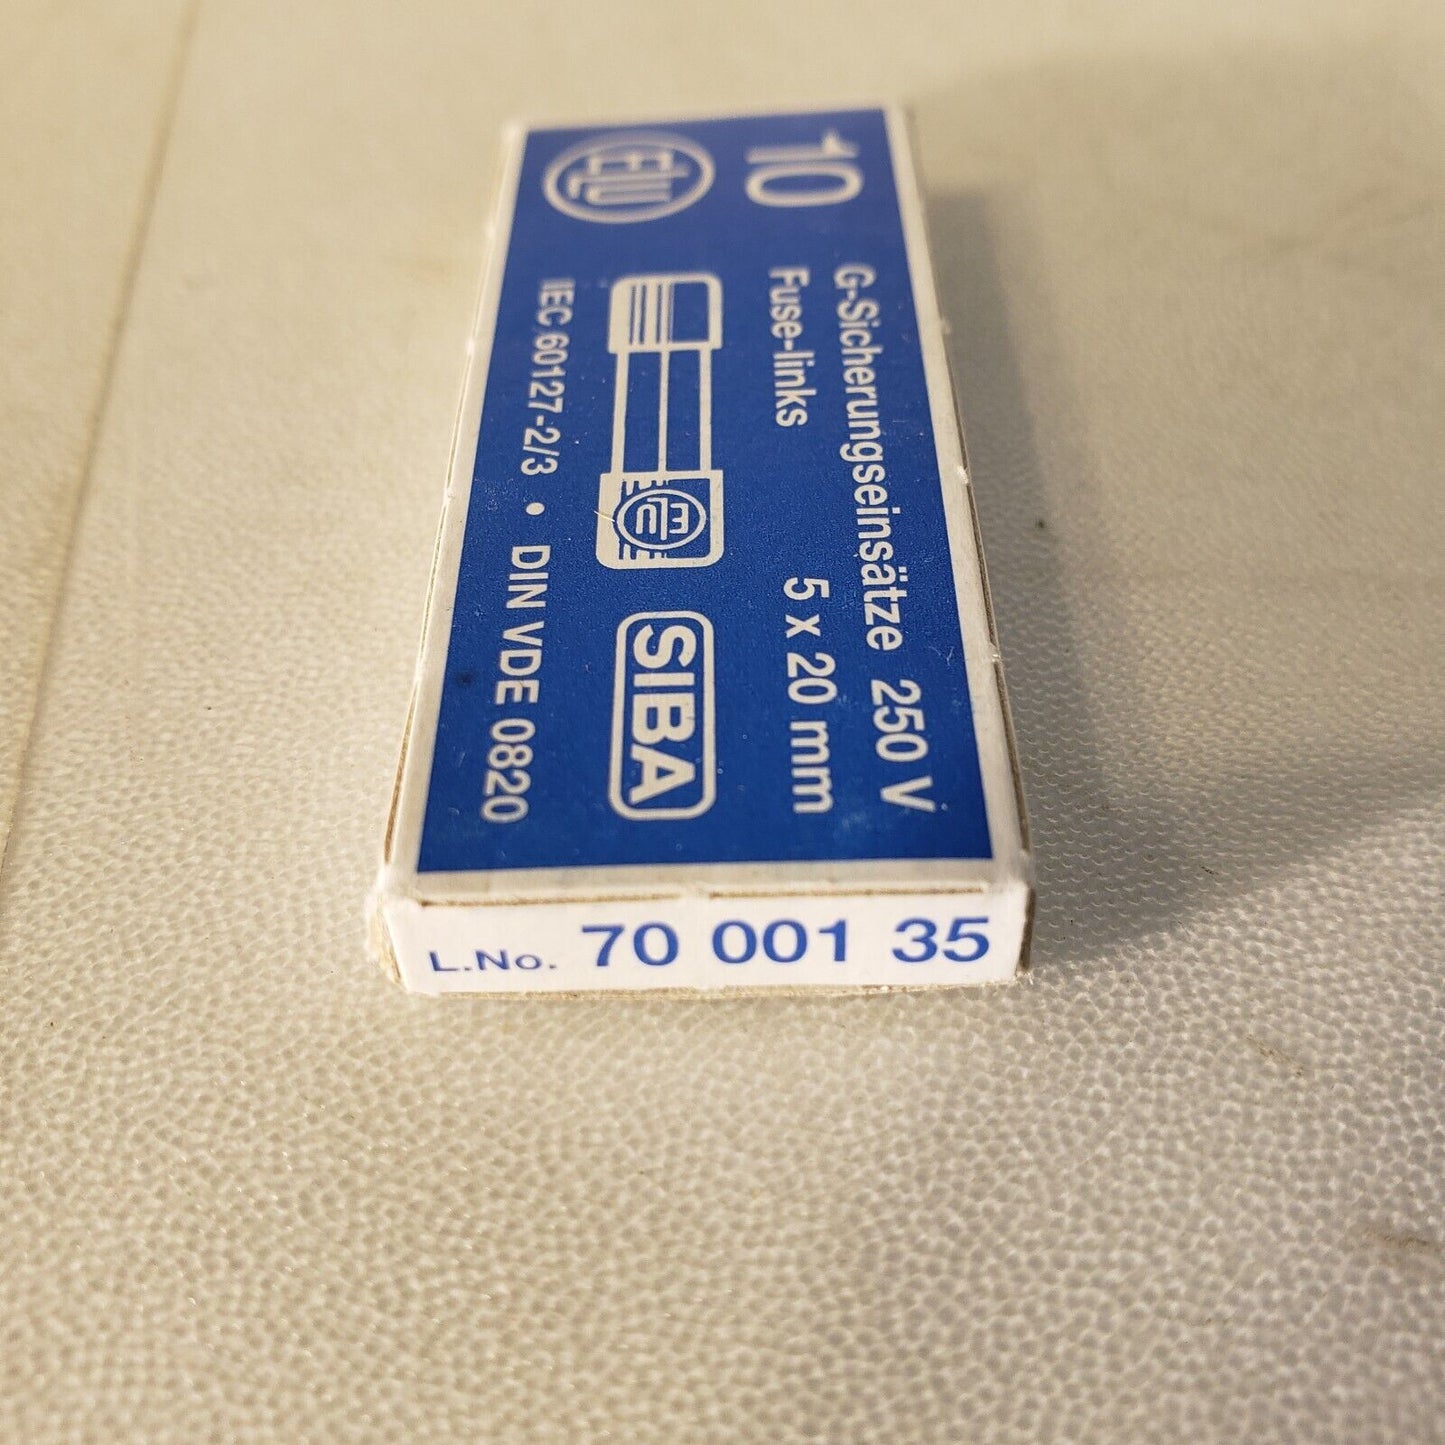 10 G-Sicherungseinsätze 250 V
Fuse-links 5 x 20 mm
ELU
ELU
SIBA
IEC 60127-2/3 • DIN VDE 0820
L.No. 70 001 35